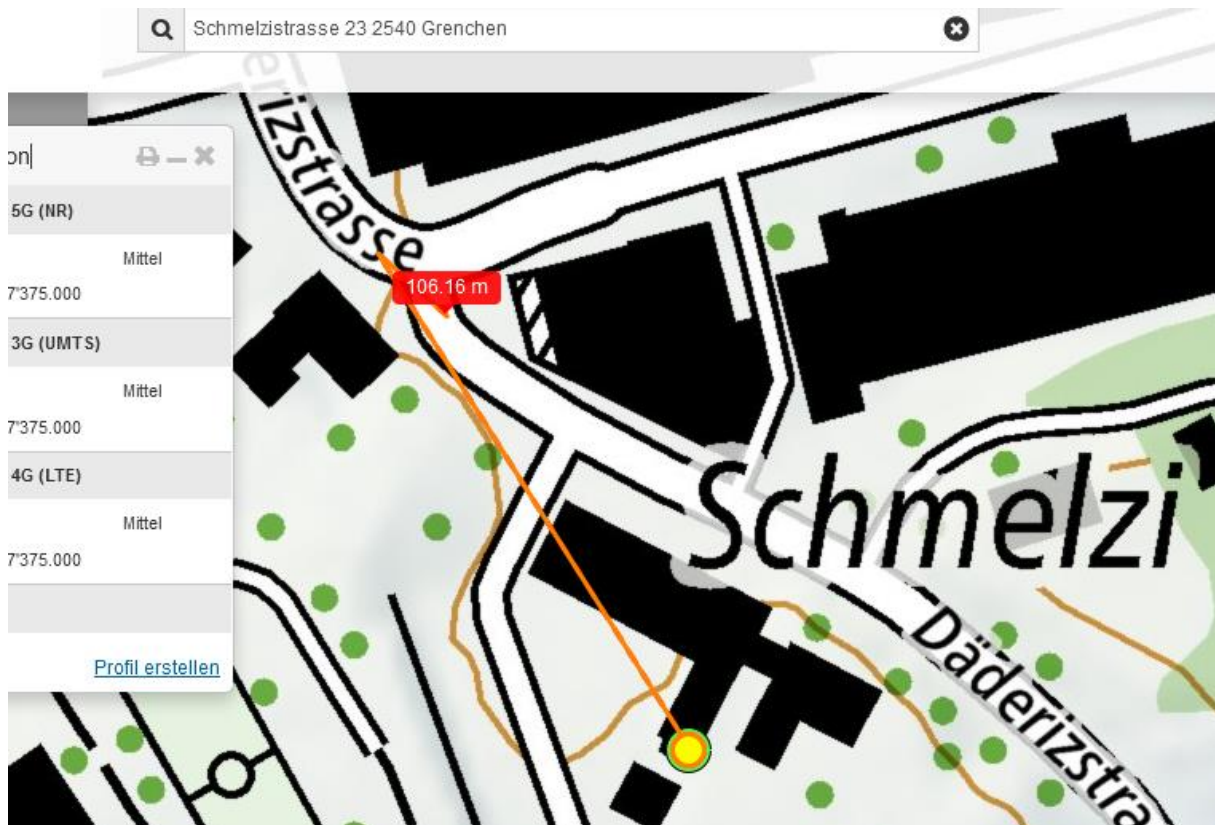 Schmelzistrasse 23 2540 Grenchen
erizstrasse
on
5G (NR)
Mittel
7'375.000
3G (UMTS)
Mittel
7'375.000
4G (LTE)
Mittel
7'375.000
Profil erstellen
106.16 m
Schmelzi
Däderizstra